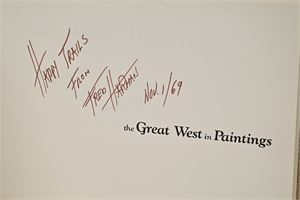 Happy Trails
From
Fred Harman
Nov. 1/69
the Great West in Paintings